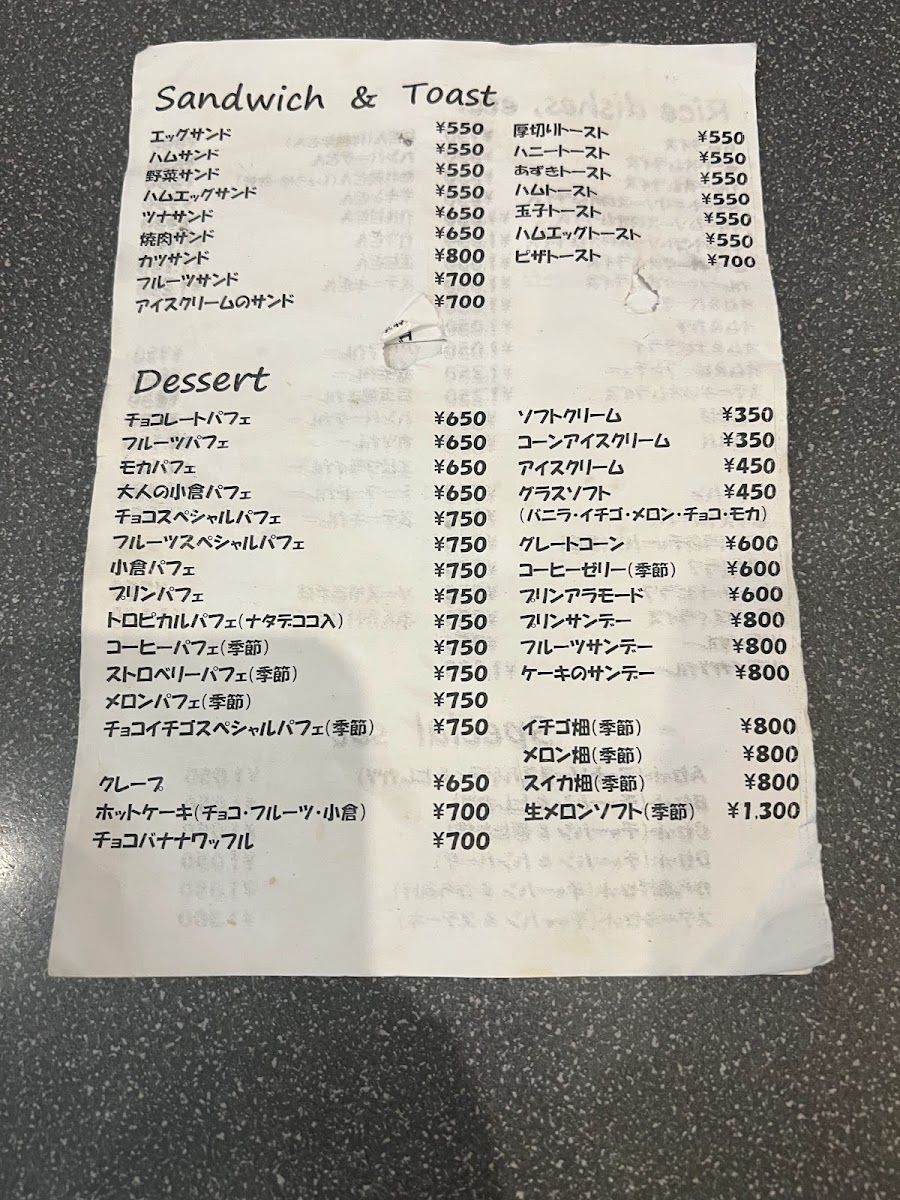 Sandwich & Toast
エッグサンド ¥550
ハムサンド ¥550
野菜サンド ¥550
ハムエッグサンド ¥550
ツナサンド ¥650
焼肉サンド ¥650
カツサンド ¥800
フルーツサンド ¥700
アイスクリームのサンド ¥700
厚切りトースト ¥550
ハニートースト ¥550
あずきトースト ¥550
ハムトースト ¥550
玉子トースト ¥550
ハムエッグトースト ¥550
ピザトースト ¥700
Dessert
チョコレートパフェ ¥650
フルーツパフェ ¥650
モカパフェ ¥650
大人の小倉パフェ ¥650
チョコスペシャルパフェ ¥750
フルーツスペシャルパフェ ¥750
小倉パフェ ¥750
プリンパフェ ¥750
トロピカルパフェ(ナタデココ入) ¥750
コーヒーパフェ(季節) ¥750
ストロベリーパフェ(季節) ¥750
メロンパフェ(季節) ¥750
チョコイチゴスペシャルパフェ(季節) ¥750
クレープ ¥650
ホットケーキ(チョコ・フルーツ・小倉) ¥700
チョコバナナワッフル ¥700
ソフトクリーム ¥350
コーンアイスクリーム ¥350
アイスクリーム ¥450
グラスソフト ¥450
(バニラ・イチゴ・メロン・チョコ・モカ)
グレートコーン ¥600
コーヒーゼリー(季節) ¥600
プリンアラモード ¥600
プリンサンデー ¥800
フルーツサンデー ¥800
ケーキのサンデー ¥800
イチゴ畑(季節) ¥800
メロン畑(季節) ¥800
スイカ畑(季節) ¥800
生メロンソフト(季節) ¥1,300